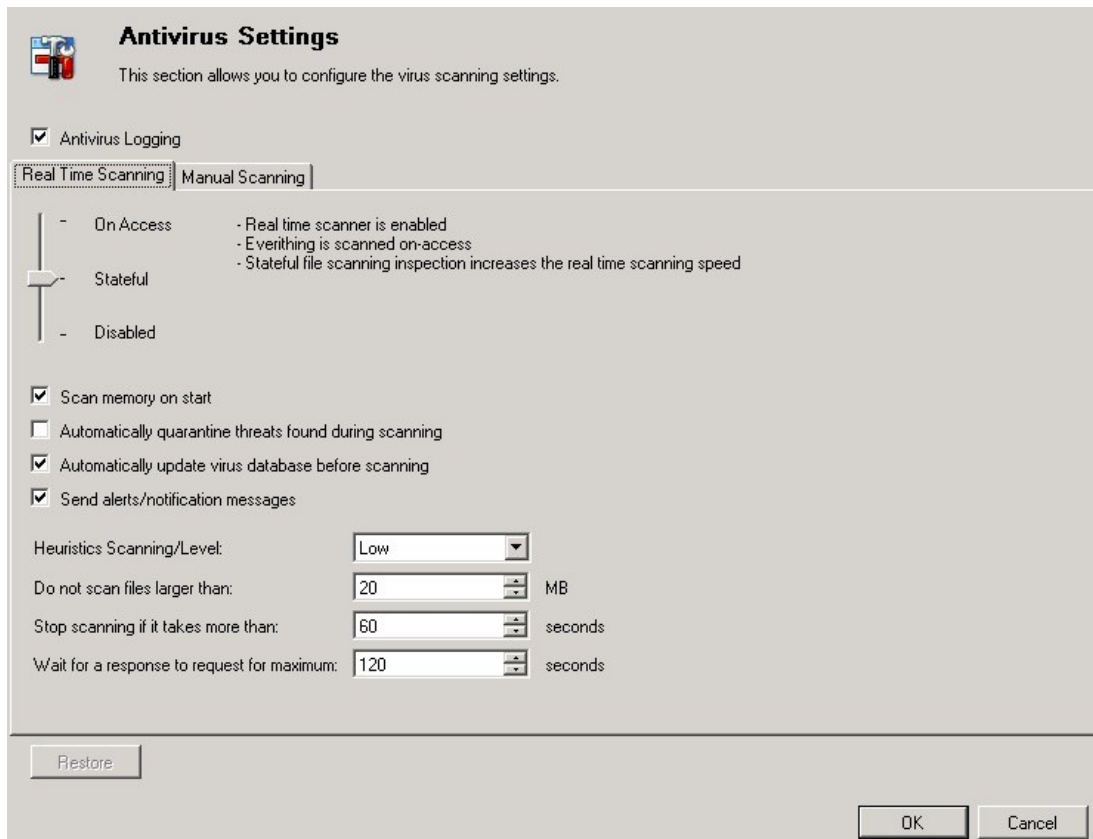 Antivirus Settings
This section allows you to configure the virus scanning settings.
Antivirus Logging
Real Time Scanning
Manual Scanning
On Access
- Real time scanner is enabled
- Everithing is scanned on-access
- Stateful file scanning inspection increases the real time scanning speed
Stateful
Disabled
Scan memory on start
Automatically quarantine threats found during scanning
Automatically update virus database before scanning
Send alerts/notification messages
Heuristics Scanning/Level: Low
Do not scan files larger than: 20 MB
Stop scanning if it takes more than: 60 seconds
Wait for a response to request for maximum: 120 seconds
Restore
OK Cancel